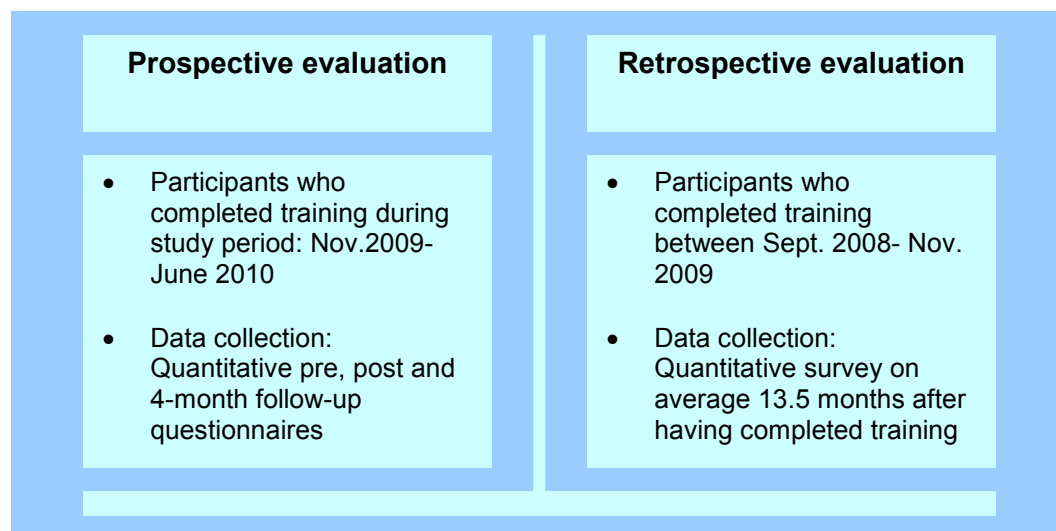 Prospective evaluation
• Participants who
completed training during
study period: Nov.2009-
June 2010
• Data collection:
Quantitative pre, post and
4-month follow-up
questionnaires
Retrospective evaluation
• Participants who
completed training
between Sept. 2008- Nov.
2009
• Data collection:
Quantitative survey on
average 13.5 months after
having completed training